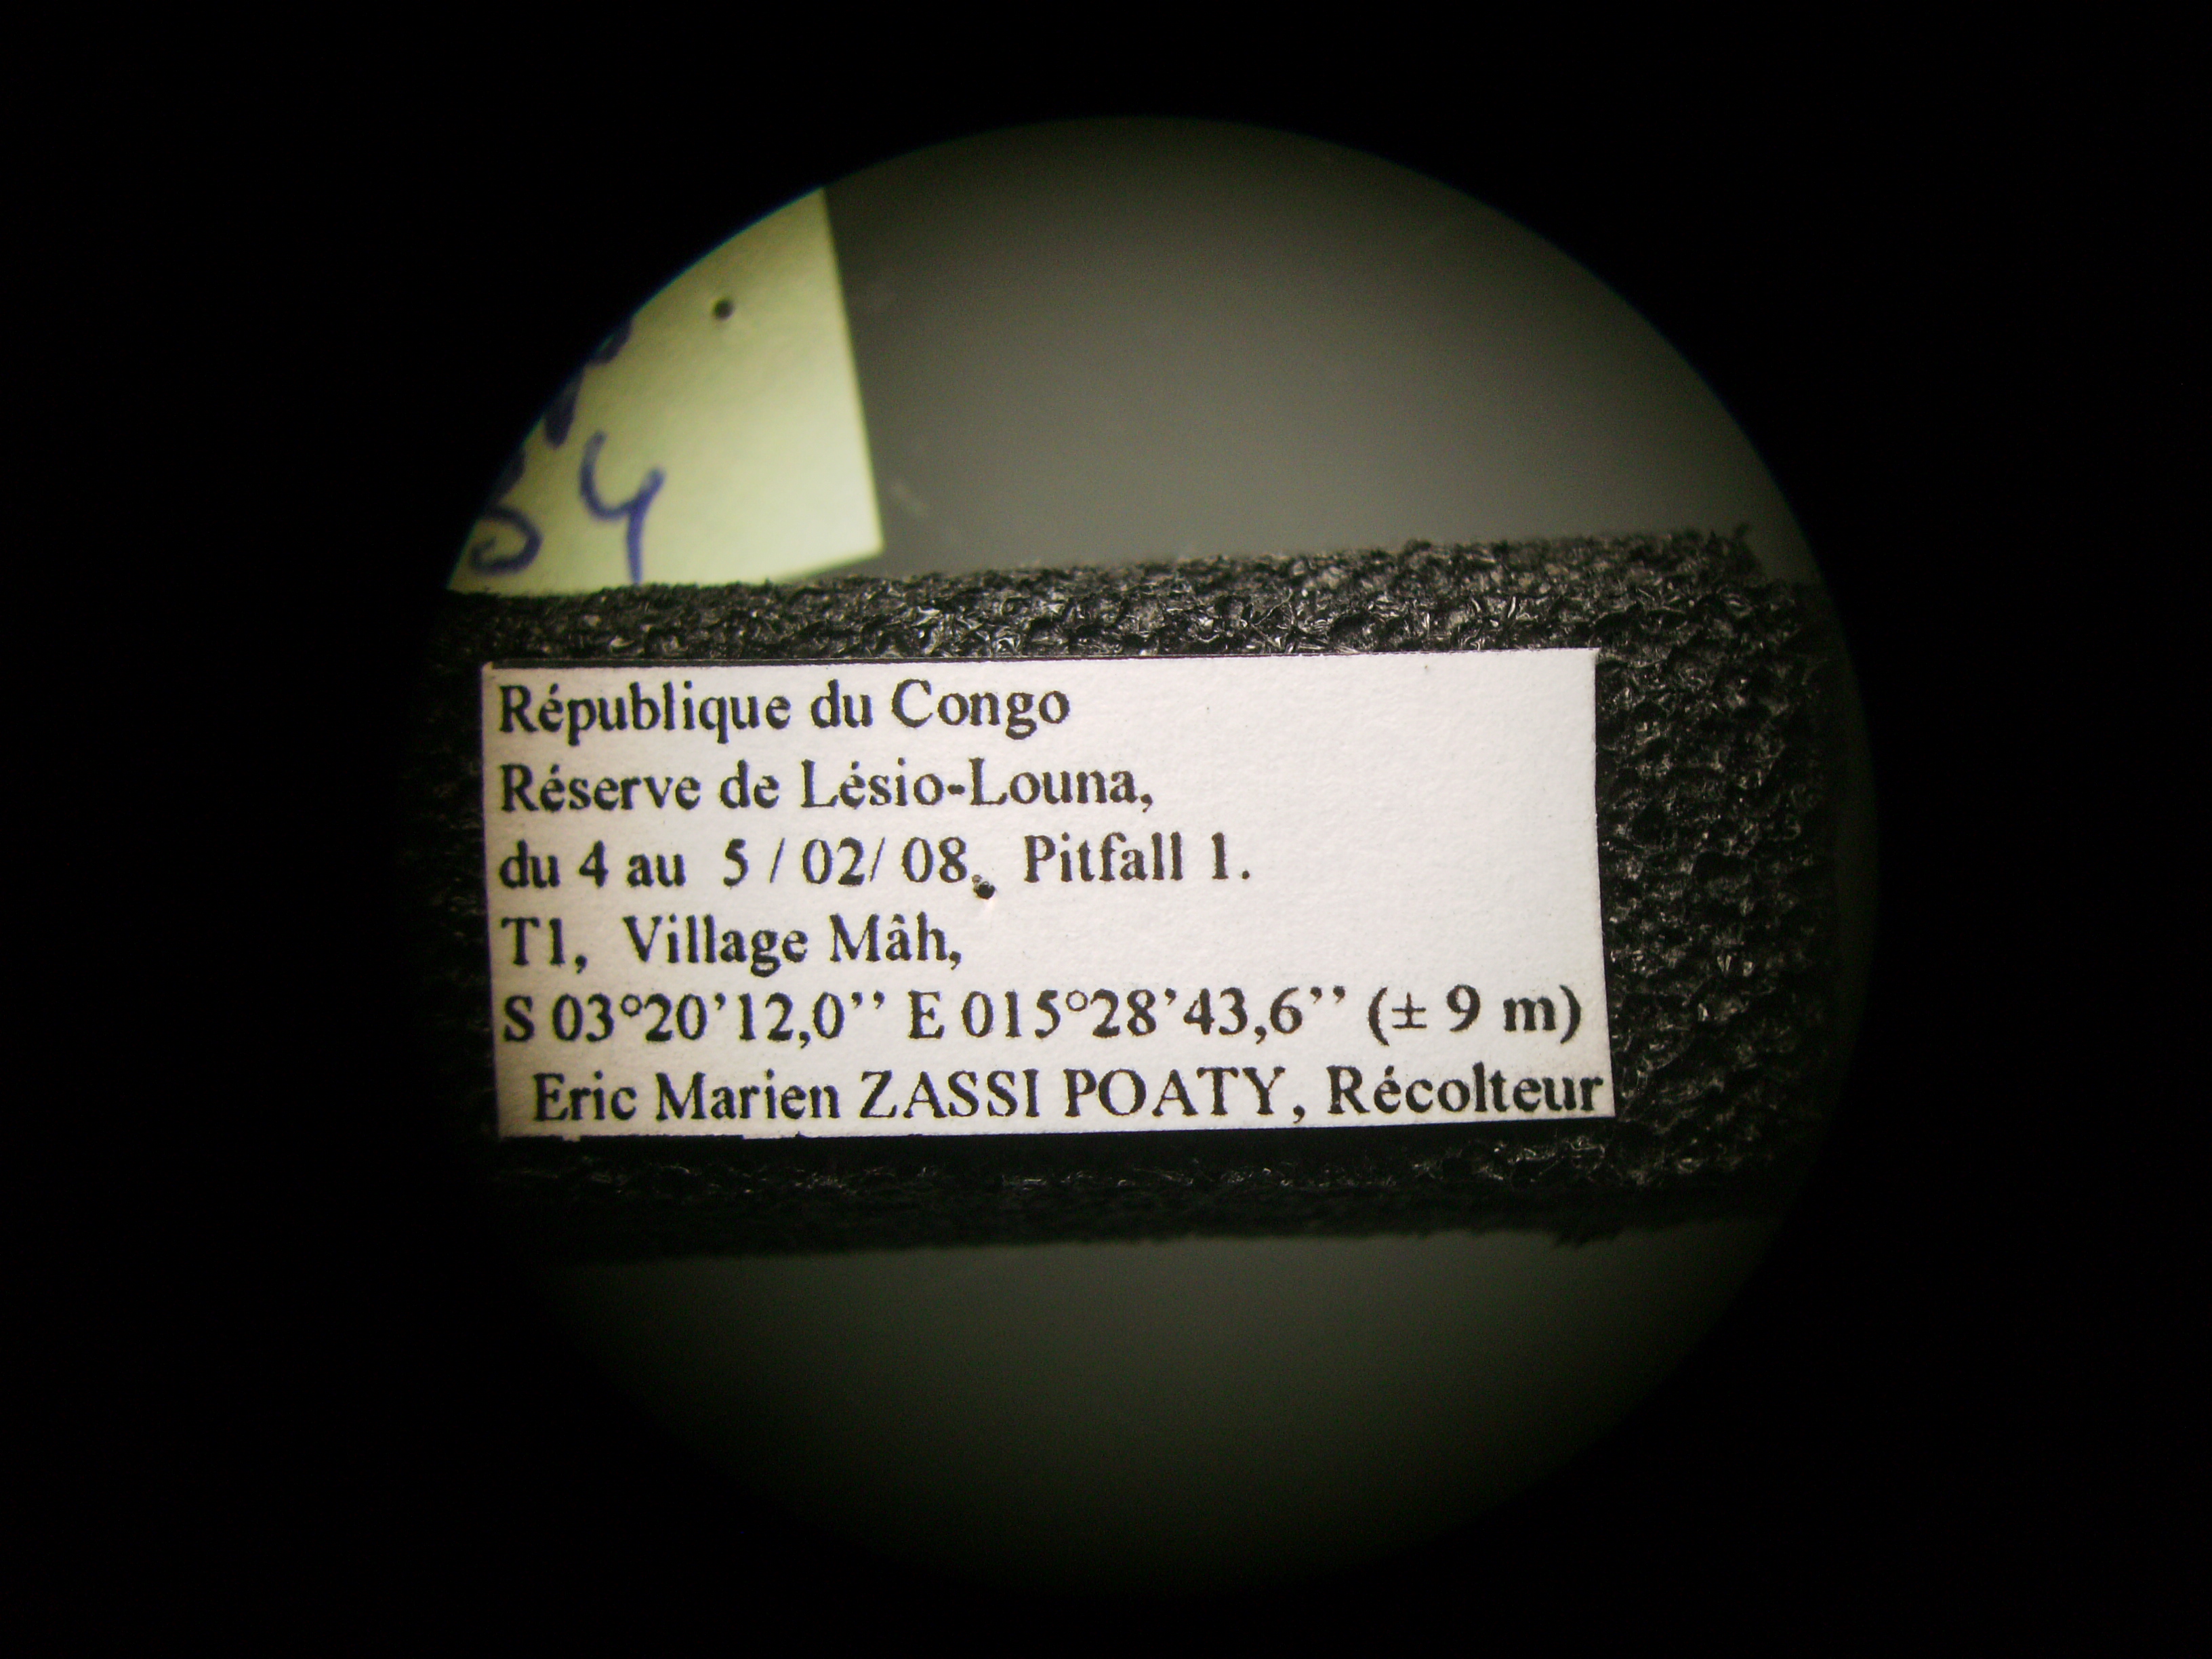 34
République du Congo
Réserve de Lésio-Louna,
du 4 au 5 / 02/ 08. Pitfall 1.
T1, Village Mâh,
S 03°20’12,0’’ E 015°28’43,6’’ (± 9 m)
Eric Marien ZASSI POATY, Récolteur